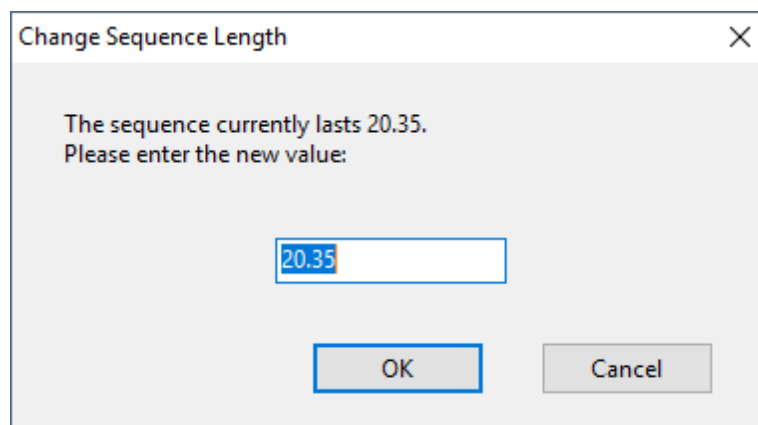 Change Sequence Length
The sequence currently lasts 20.35.
Please enter the new value:
20.35
OK
Cancel